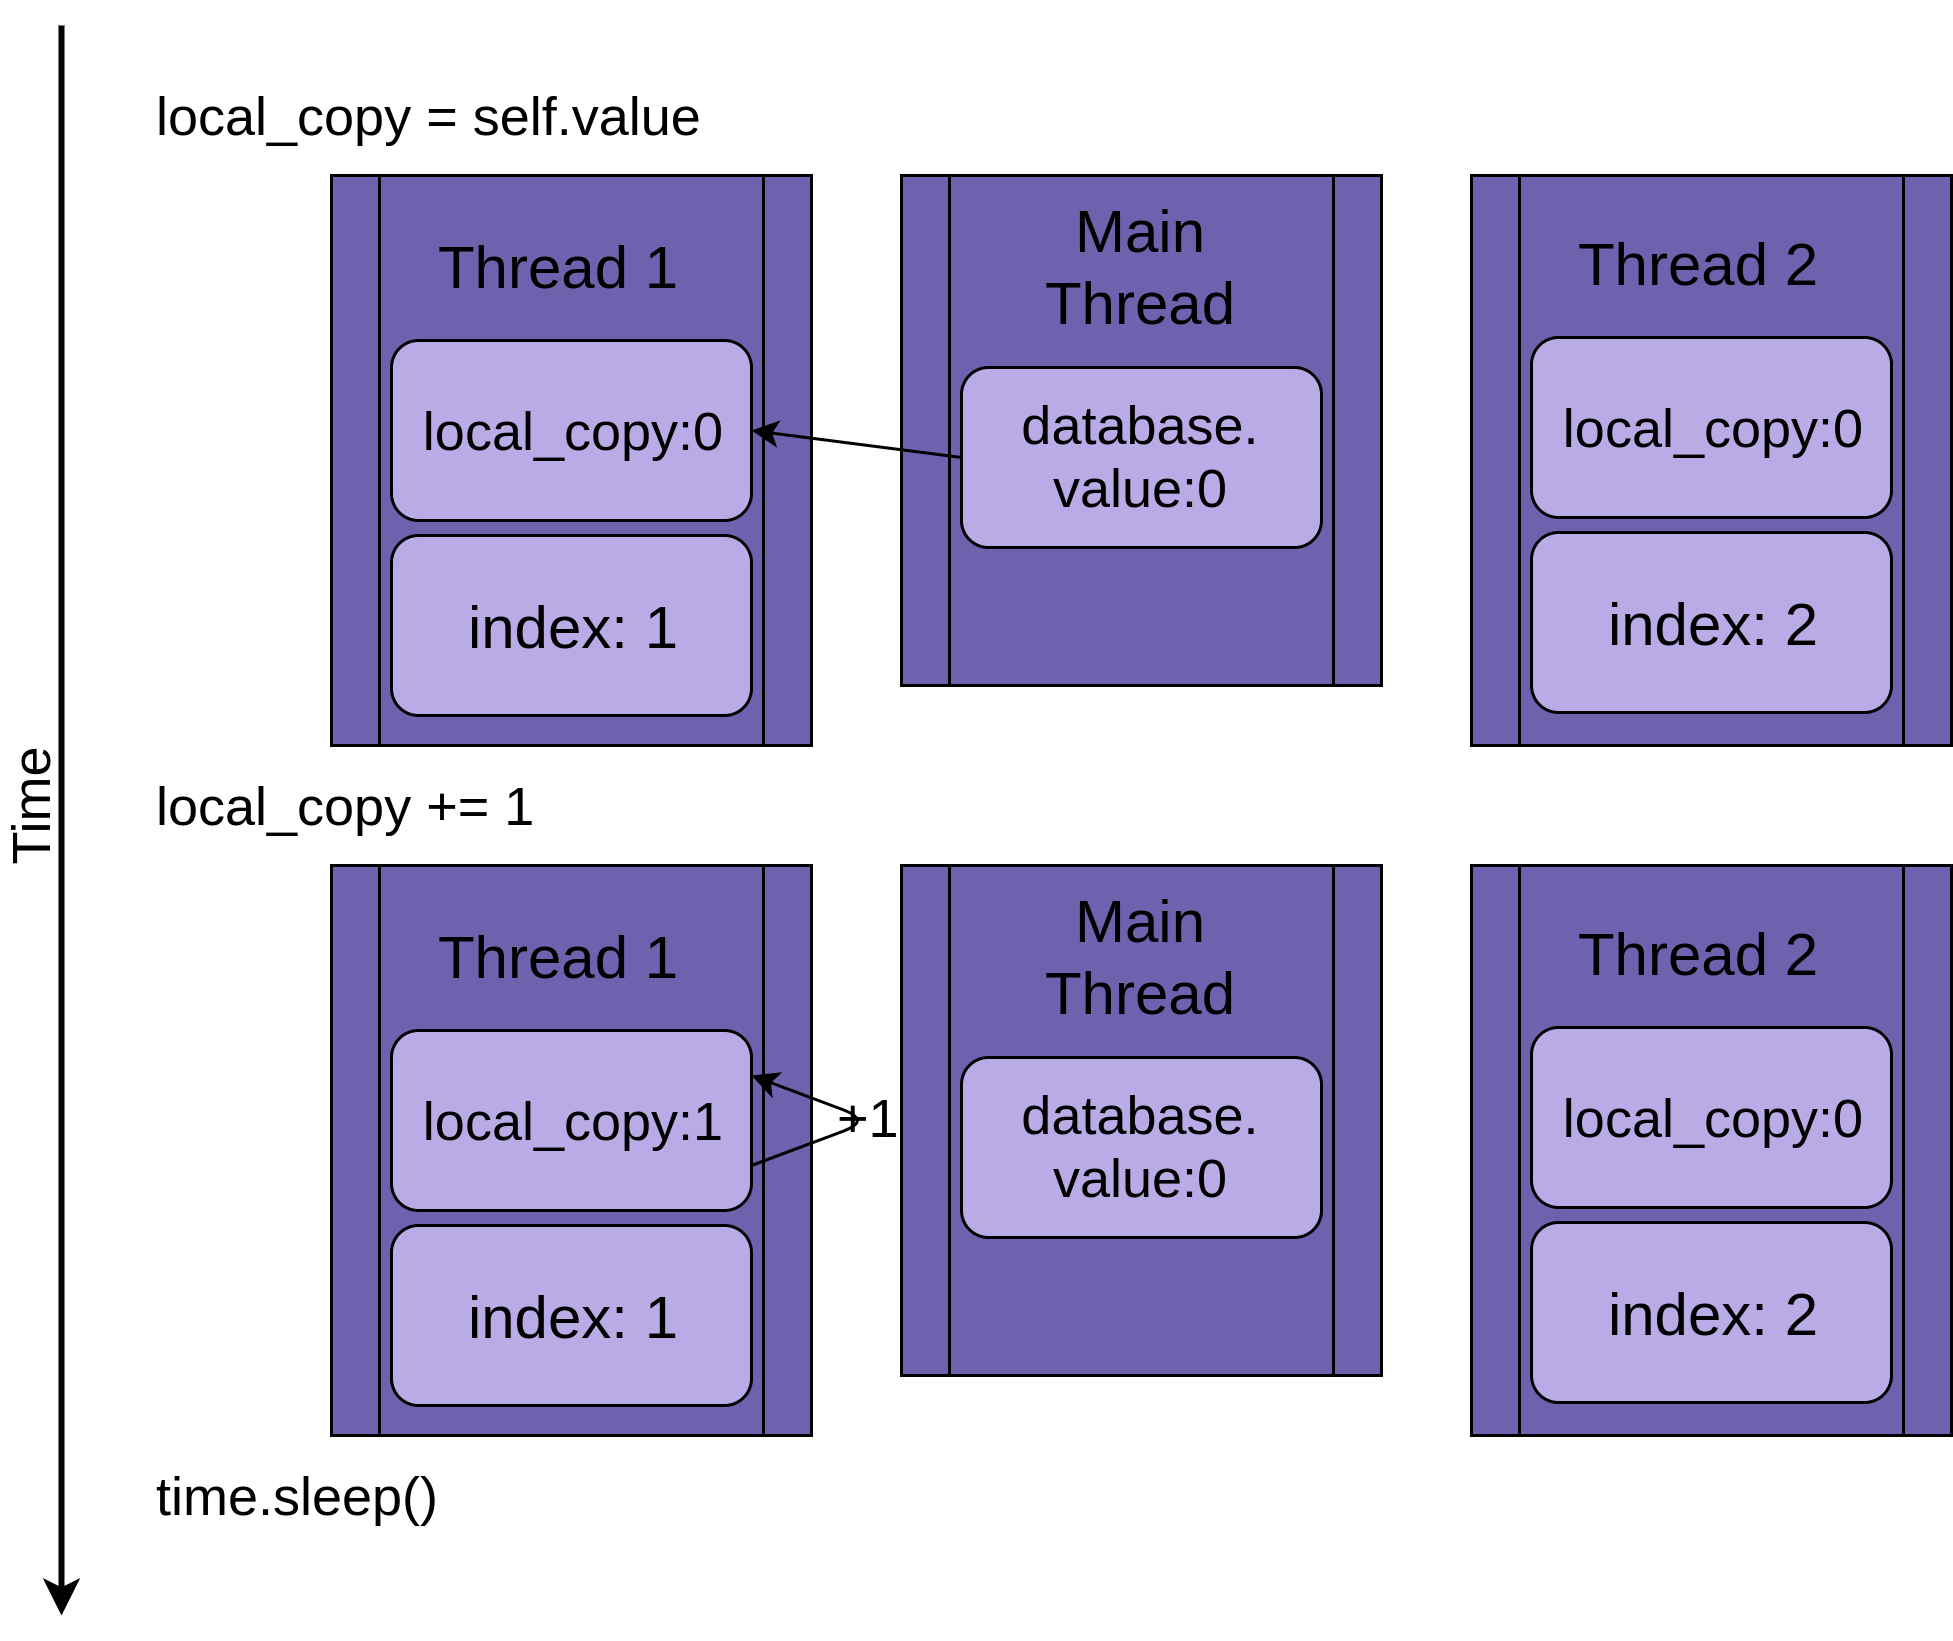 local_copy = self.value
Thread 1
local_copy:0
index: 1
Main
Thread
database.
value:0
Thread 2
local_copy:0
index: 2
Time
local_copy += 1
Thread 1
local_copy:1
index: 1
+1
Main
Thread
database.
value:0
Thread 2
local_copy:0
index: 2
time.sleep()